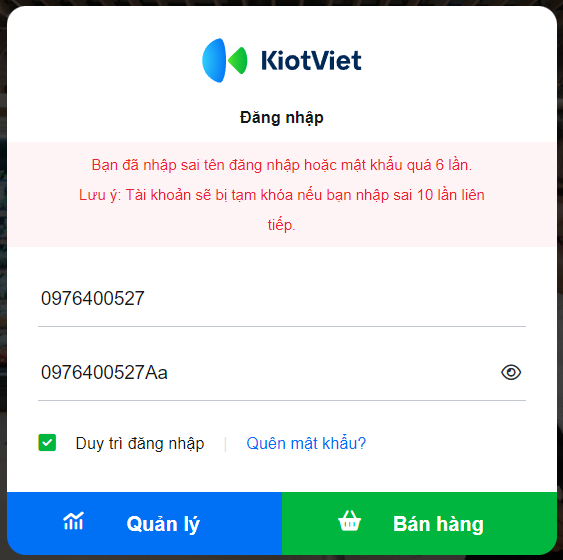 KiotViet
Đăng nhập
Bạn đã nhập sai tên đăng nhập hoặc mật khẩu quá 6 lần.
Lưu ý: Tài khoản sẽ bị tạm khóa nếu bạn nhập sai 10 lần liên
tiếp.
0976400527
0976400527Aa
Duy trì đăng nhập | Quên mật khẩu?
Quản lý Bán hàng